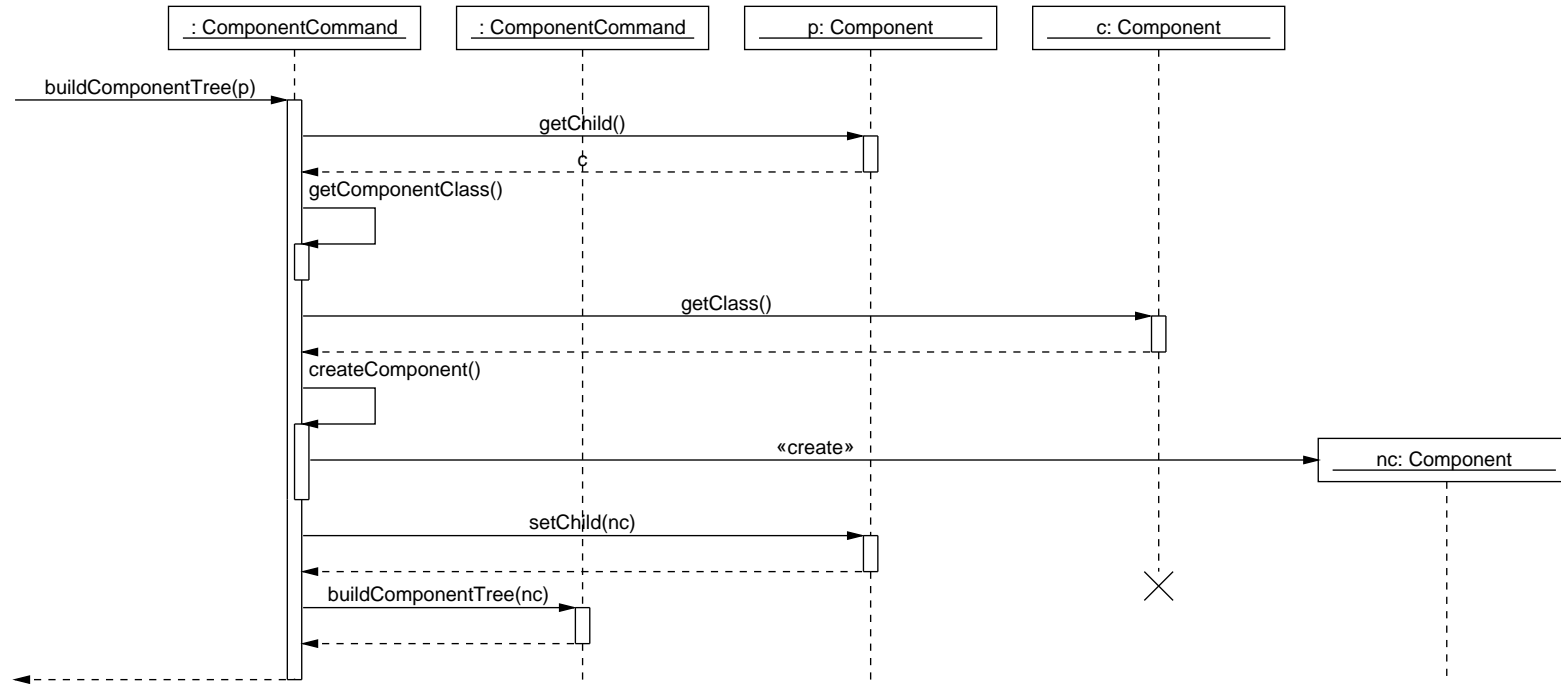 : ComponentCommand
: ComponentCommand
p: Component
c: Component
buildComponentTree(p)
getChild()
c
getComponentClass()
getClass()
createComponent()
«create»
nc: Component
setChild(nc)
buildComponentTree(nc)